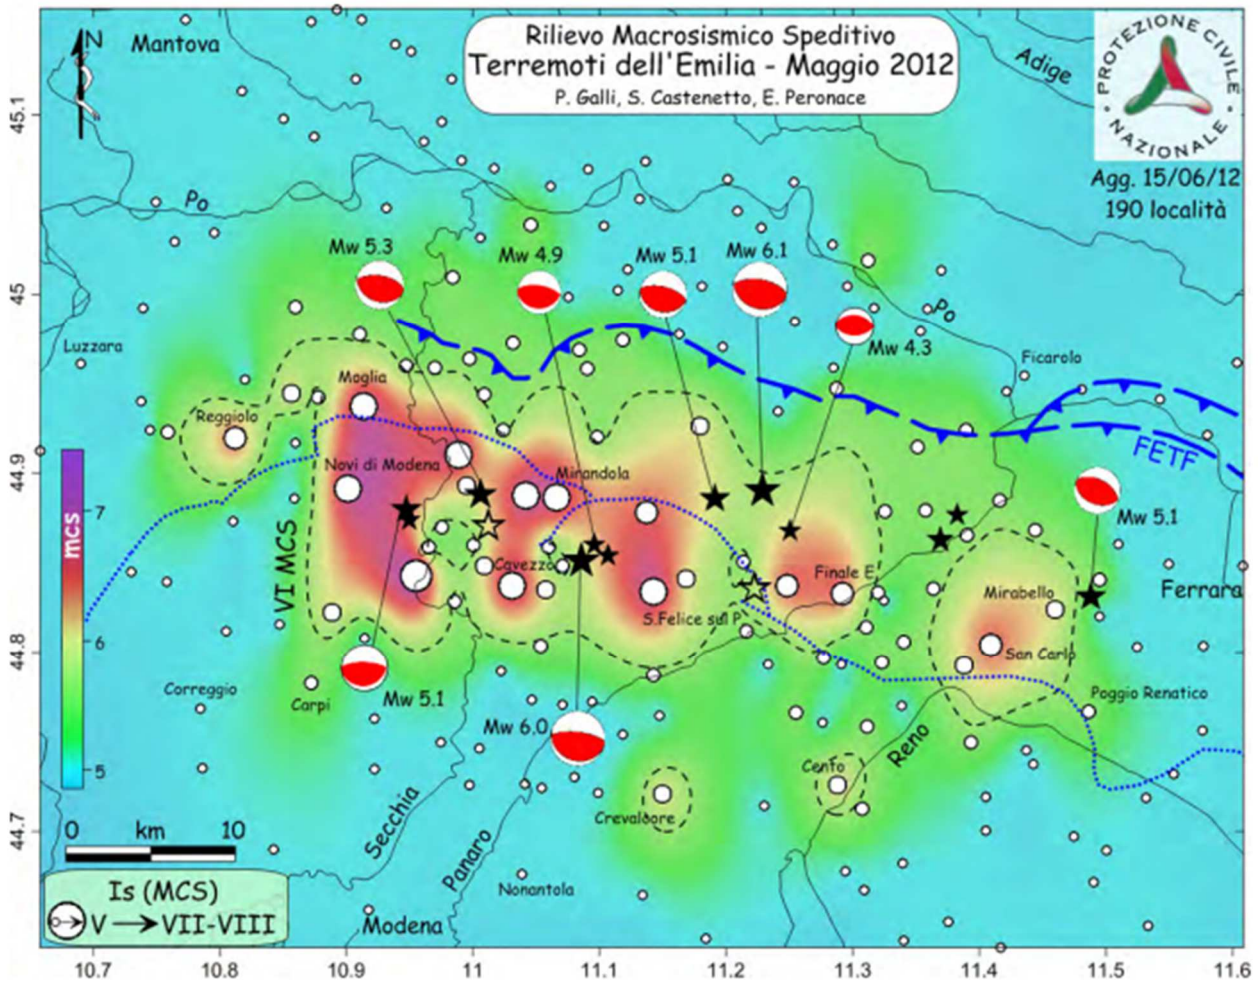 Rilievo Macrosismico Speditivo
Terremoti dell'Emilia - Maggio 2012
P. Galli, S. Castenetto, E. Peronace
PROTEZIONE CIVILE
NAZIONALE
Agg. 15/06/12
190 località
N
Mantova
Adige
Po
Mw 5.3
Mw 4.9
Mw 5.1
Mw 6.1
Po
Mw 4.3
Luzzara
Ficarolo
Moglia
Reggiolo
FETF
Novi di Modena
Mirandola
Mw 5.1
VI MCS
Cavezzo
Finale E.
Ferrara
Mirabello
S.Felice sul P.
San Carlo
Correggio
Carpi
Mw 5.1
Poggio Renatico
Mw 6.0
Reno
Cento
Crevalcore
Secchia
Panaro
Nonantola
Modena
mcs
7
6
5
0 km 10
Is (MCS)
V VII-VIII
45.1
45
44.9
44.8
44.7
10.7 10.8 10.9 11 11.1 11.2 11.3 11.4 11.5 11.6